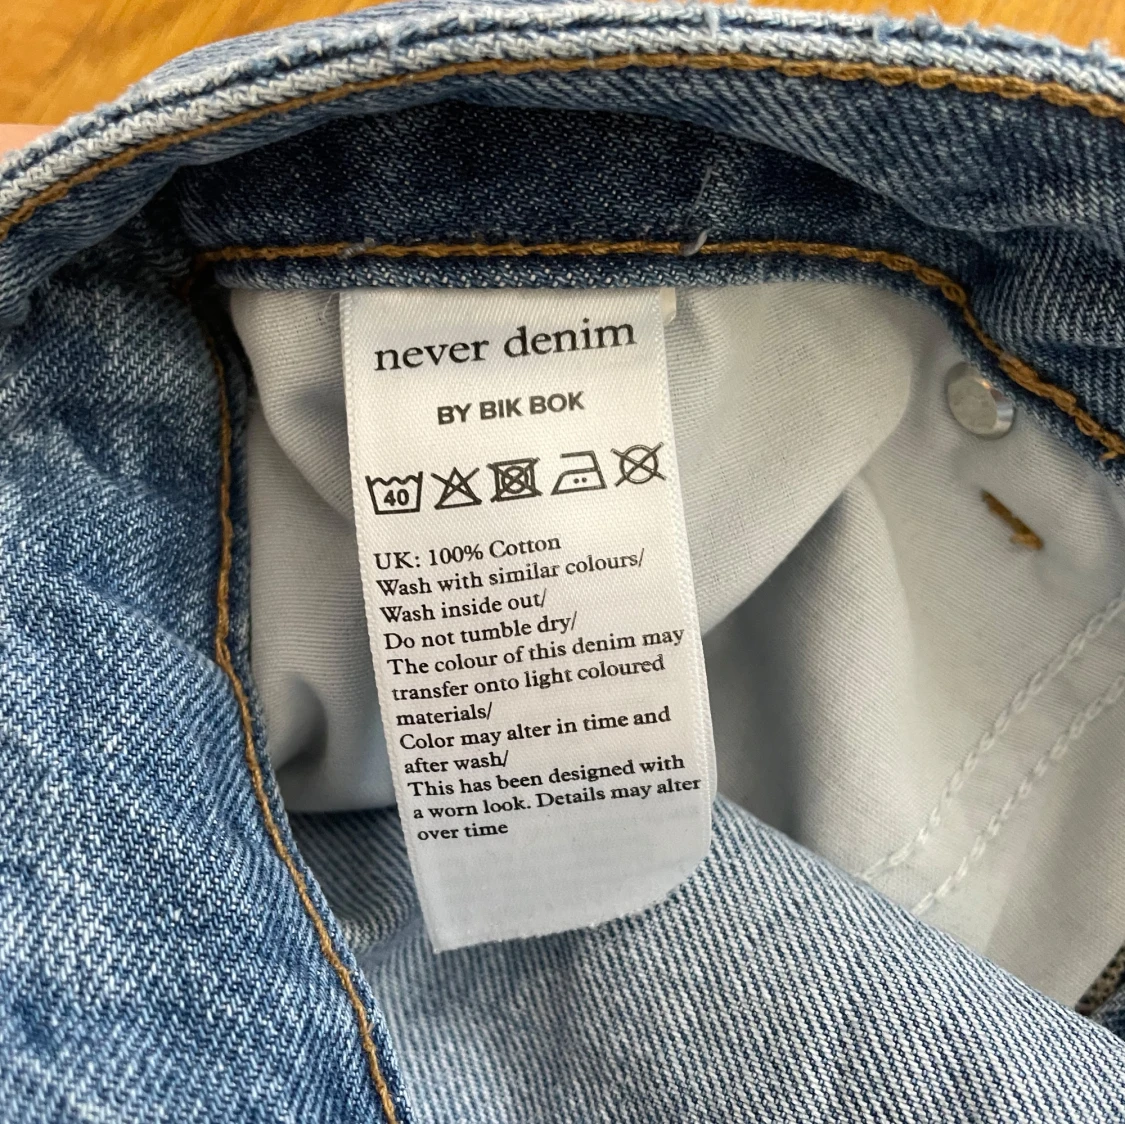 never denim
BY BIK BOK
40
UK: 100% Cotton
Wash with similar colours/
Wash inside out/
Do not tumble dry/
The colour of this denim may
transfer onto light coloured
materials/
Color may alter in time and
after wash/
This has been designed with
a worn look. Details may alter
over time